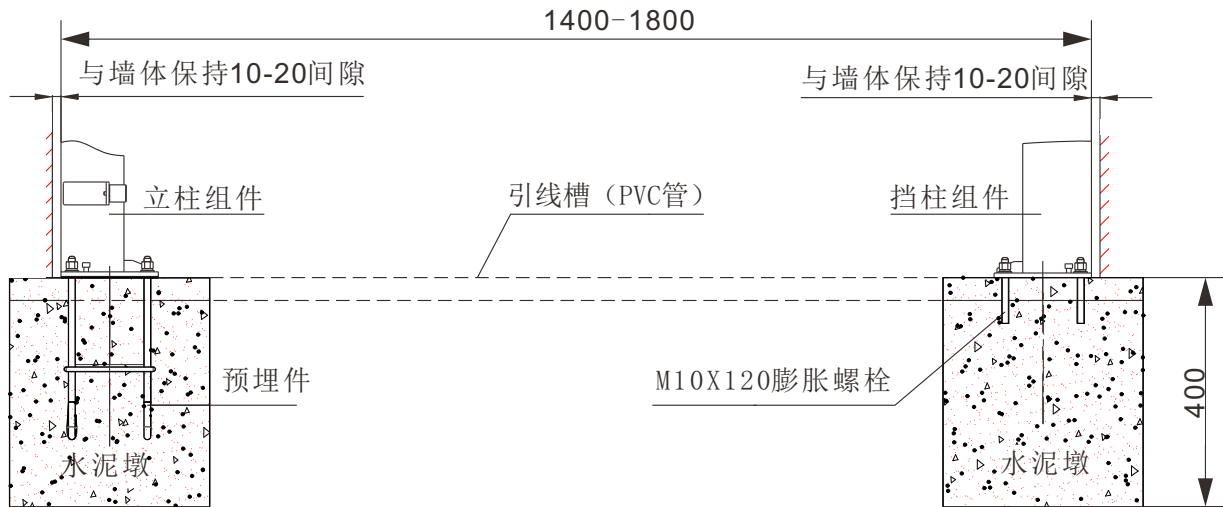 1400-1800
与墙体保持10-20间隙
与墙体保持10-20间隙
立柱组件
引线槽（PVC管）
挡柱组件
预埋件
M10X120膨胀螺栓
400
水泥墩
水泥墩